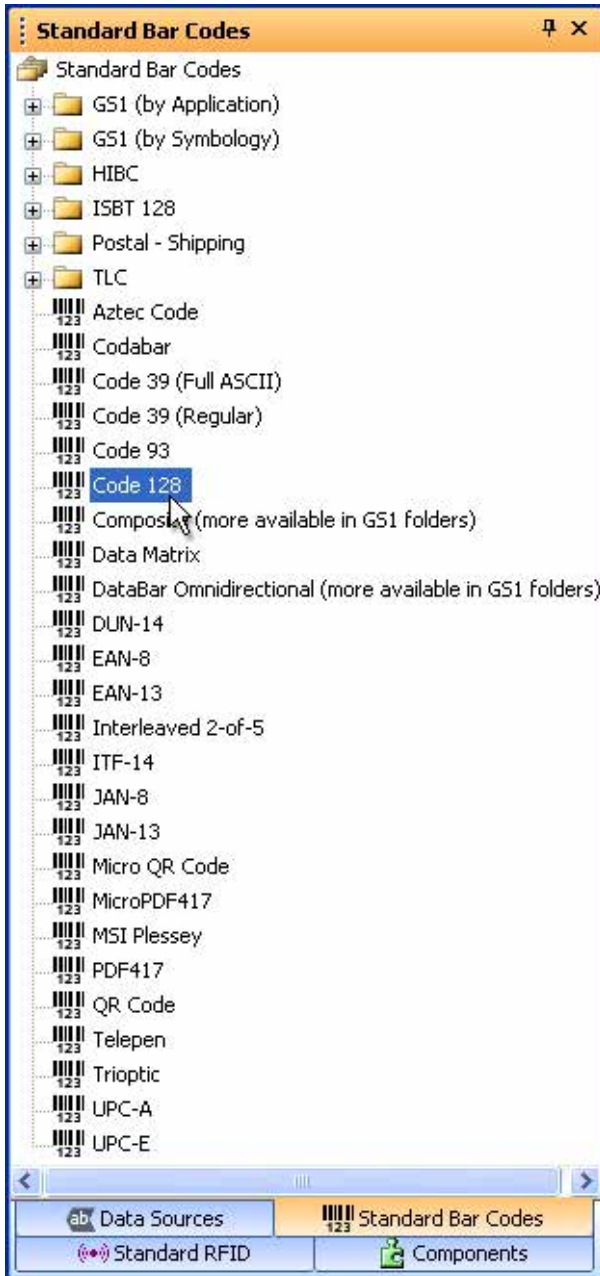 Standard Bar Codes
Standard Bar Codes
GS1 (by Application)
GS1 (by Symbology)
HIBC
ISBT 128
Postal - Shipping
TLC
Aztec Code
Codabar
Code 39 (Full ASCII)
Code 39 (Regular)
Code 93
Code 128
Composite (more available in GS1 folders)
Data Matrix
DataBar Omnidirectional (more available in GS1 folders)
DUN-14
EAN-8
EAN-13
Interleaved 2-of-5
ITF-14
JAN-8
JAN-13
Micro QR Code
MicroPDF417
MSI Plessey
PDF417
QR Code
Telepen
Trioptic
UPC-A
UPC-E
ab Data Sources 123 Standard Bar Codes
Standard RFID Components